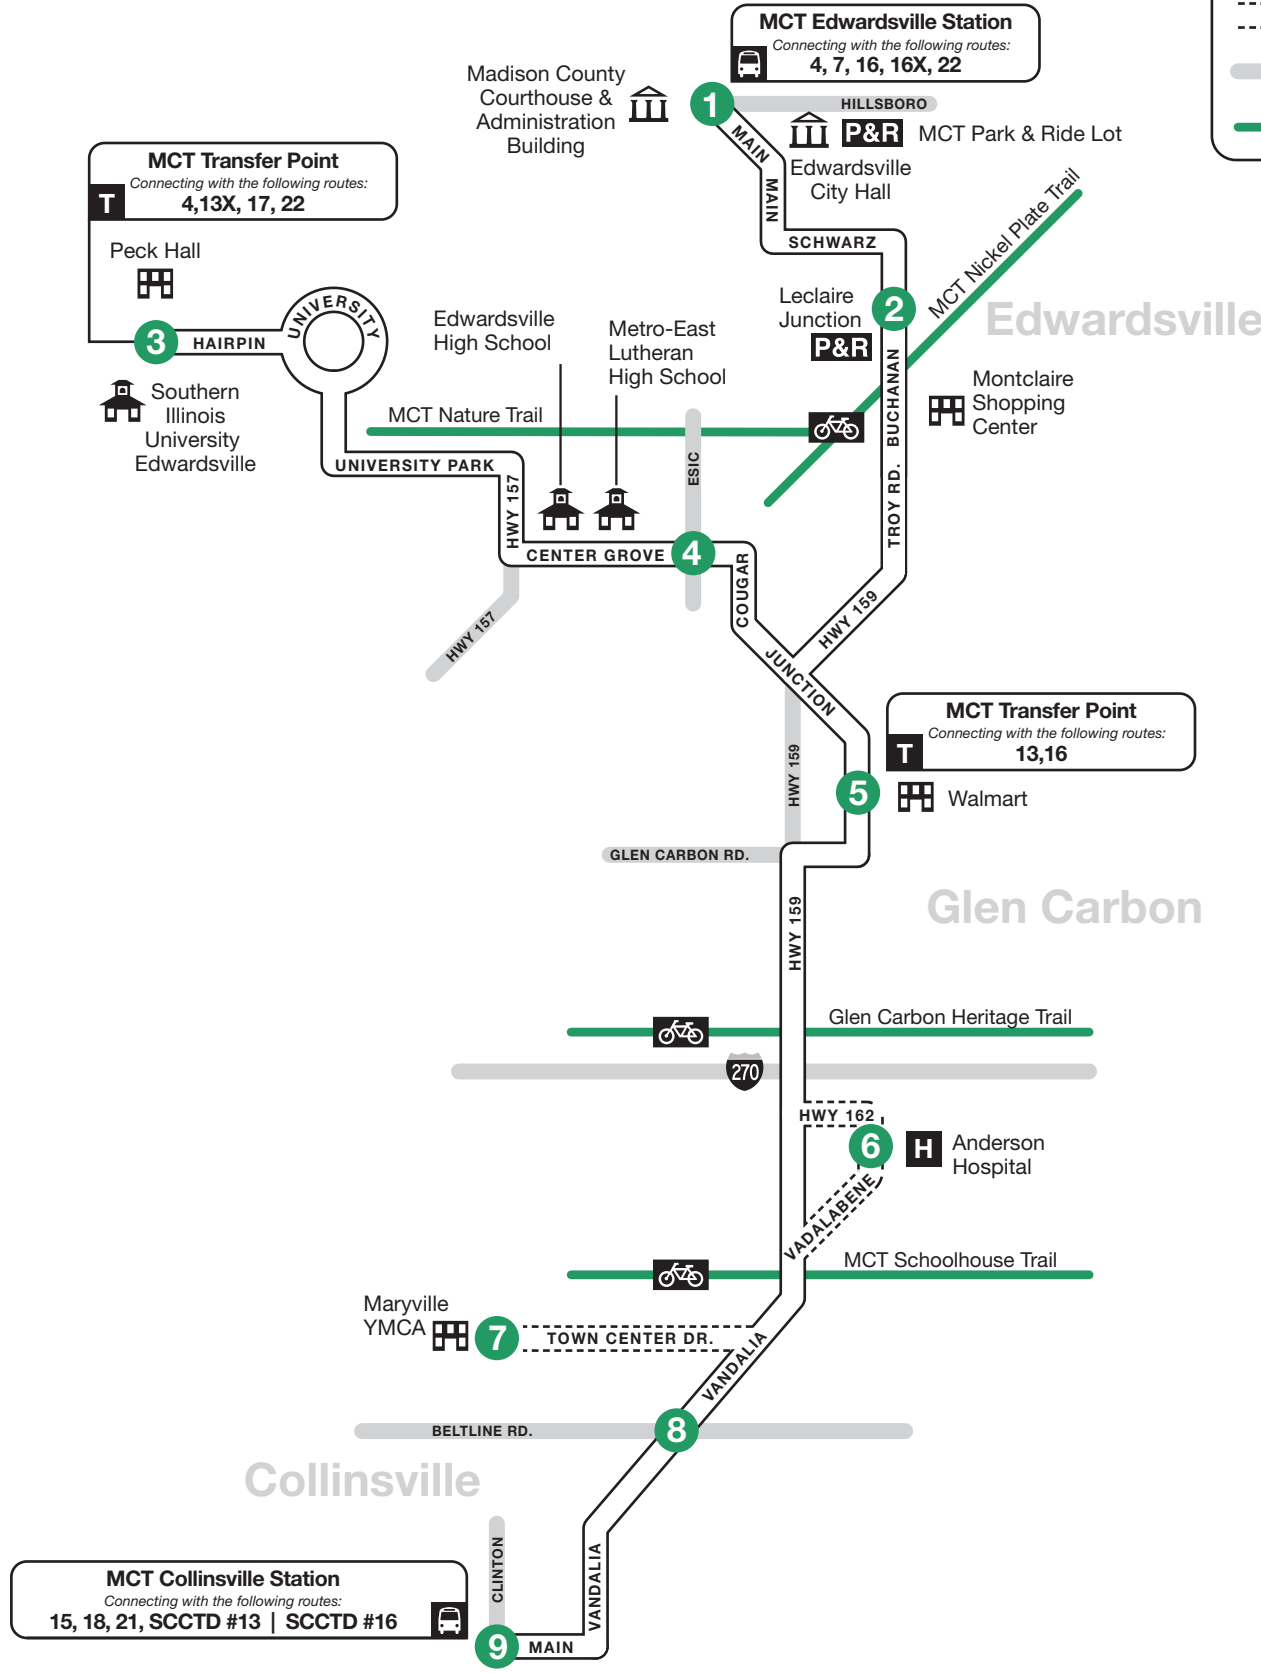 MCT Edwardsville Station
Connecting with the following routes:
4, 7, 16, 16X, 22
Madison County
Courthouse &
Administration
Building
1
HILLSBORO
MAIN
P&R
MCT Park & Ride Lot
Edwardsville
City Hall
MAIN
SCHWARZ
MCT Transfer Point
Connecting with the following routes:
T
4,13X, 17, 22
Peck Hall
3
HAIRPIN
UNIVERSITY
Southern
Illinois
University
Edwardsville
Leclaire
Junction
P&R
2
MCT Nickel Plate Trail
Edwardsville
BUCHANAN
Montclaire
Shopping
Center
Edwardsville
High School
Metro-East
Lutheran
High School
MCT Nature Trail
UNIVERSITY PARK
HWY 157
ESIC
TROY RD.
CENTER GROVE
4
COUGAR
HWY 157
HWY 159
JUNCTION
MCT Transfer Point
Connecting with the following routes:
T
13,16
HWY 159
5
Walmart
GLEN CARBON RD.
HWY 159
Glen Carbon
Glen Carbon Heritage Trail
270
HWY 162
6
H
Anderson
Hospital
VADALABENE
MCT Schoolhouse Trail
Maryville
YMCA
7
TOWN CENTER DR.
VANDALIA
BELTLINE RD.
8
Collinsville
CLINTON
VANDALIA
MCT Collinsville Station
Connecting with the following routes:
15, 18, 21, SCCTD #13 | SCCTD #16
9
MAIN